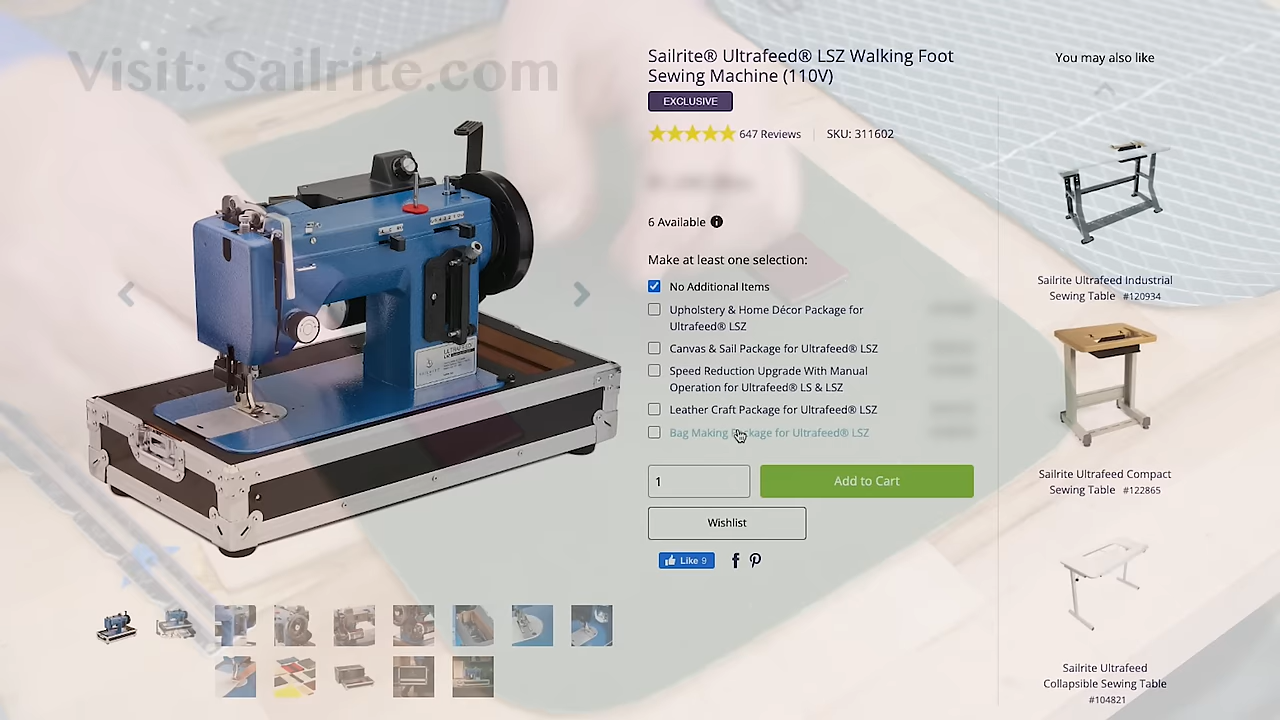 Visit: Sailrite.com
Sailrite® Ultrafeed® LSZ Walking Foot
Sewing Machine (110V)
EXCLUSIVE
647 Reviews
SKU: 311602
6 Available
Make at least one selection:
No Additional Items
Upholstery & Home Décor Package for
Ultrafeed® LSZ
Canvas & Sail Package for Ultrafeed® LSZ
Speed Reduction Upgrade With Manual
Operation for Ultrafeed® LS & LSZ
Leather Craft Package for Ultrafeed® LSZ
Bag Making Package for Ultrafeed® LSZ
1
Add to Cart
Wishlist
Like 9
You may also like
Sailrite Ultrafeed Industrial
Sewing Table #120934
Sailrite Ultrafeed Compact
Sewing Table #122865
Sailrite Ultrafeed
Collapsible Sewing Table
#104821